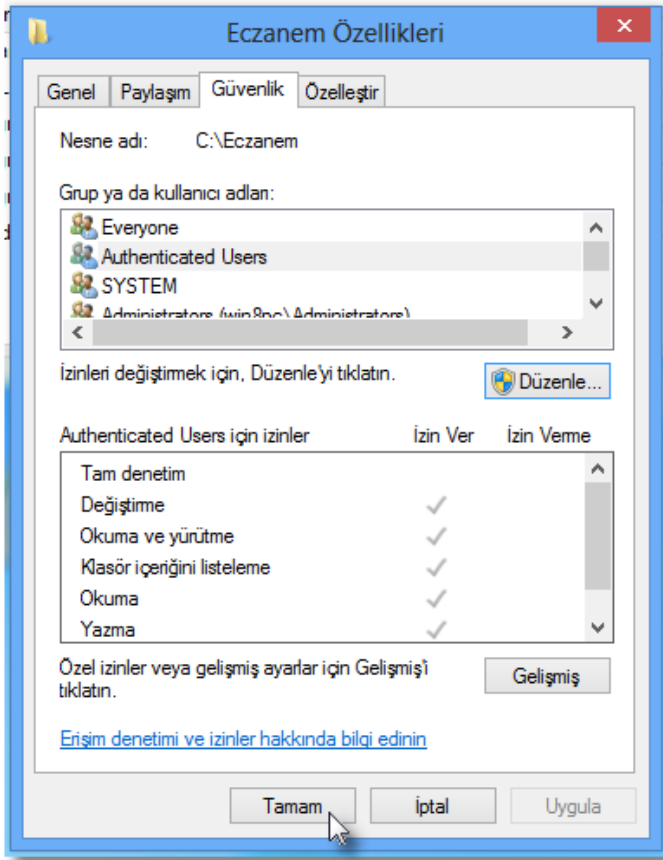 Eczanem Özellikleri
Genel Paylaşım Güvenlik Özelleştir
Nesne adı: C:\Eczanem
Grup ya da kullanıcı adları:
Everyone
Authenticated Users
SYSTEM
Administrators (win8pc\Administrators)
İzinleri değiştirmek için, Düzenle'yi tıklatın.
Düzenle...
Authenticated Users için izinler İzin Ver İzin Verme
Tam denetim
Değiştirme
Okuma ve yürütme
Klasör içeriğini listeleme
Okuma
Yazma
Özel izinler veya gelişmiş ayarlar için Gelişmiş'i
tıklatın.
Gelişmiş
Erişim denetimi ve izinler hakkında bilgi edinin
Tamam İptal Uygula